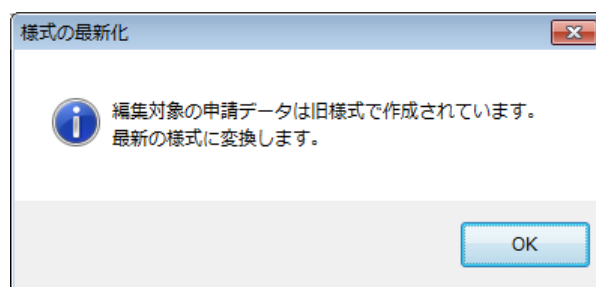 様式の最新化
編集対象の申請データは旧様式で作成されています。
最新の様式に変換します。
OK